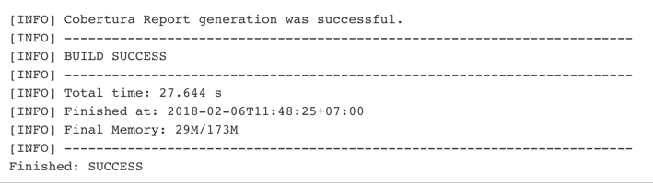 [INFO] Cobertura Report generation was successful.
[INFO] ------------------------------------------------------------------------
[INFO] BUILD SUCCESS
[INFO] ------------------------------------------------------------------------
[INFO] Total time: 27.644 s
[INFO] Finished at: 2018-02-06T11:48:25+07:00
[INFO] Final Memory: 29M/173M
[INFO] ------------------------------------------------------------------------
Finished: SUCCESS